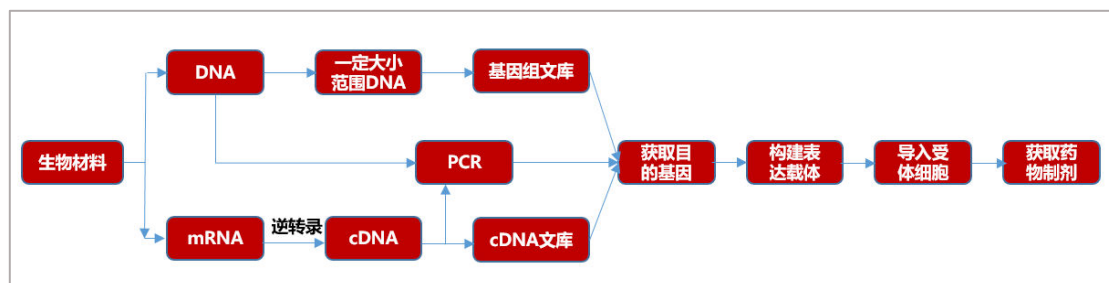 DNA
一定大小
范围DNA
基因组文库
生物材料
PCR
获取目
的基因
构建表
达载体
导入受
体细胞
获取药
物制剂
mRNA
逆转录
cDNA
cDNA文库